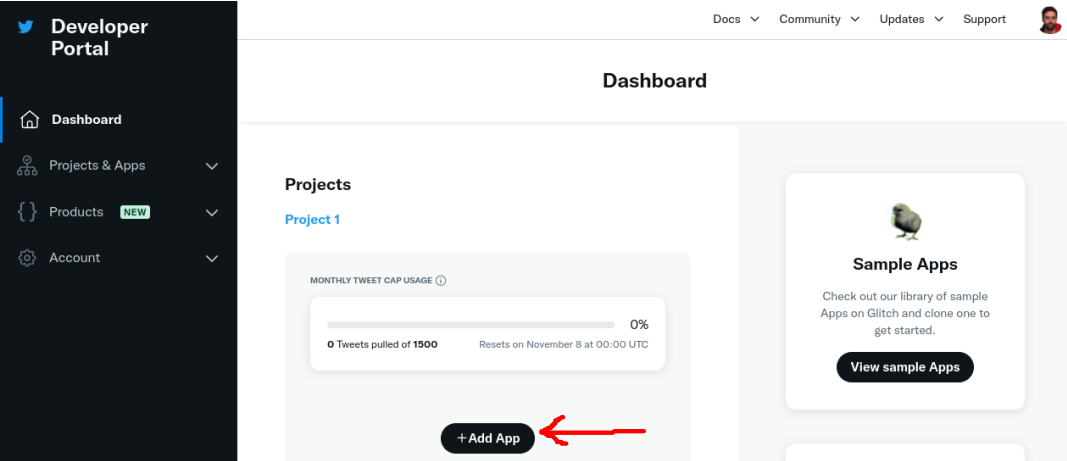 Developer
Portal
Docs Community Updates Support
Dashboard
Dashboard
Projects & Apps
Products NEW
Account
Projects
Project 1
MONTHLY TWEET CAP USAGE
0%
0 Tweets pulled of 1500 Resets on November 8 at 00:00 UTC
+Add App
Sample Apps
Check out our library of sample
Apps on Glitch and clone one to
get started.
View sample Apps